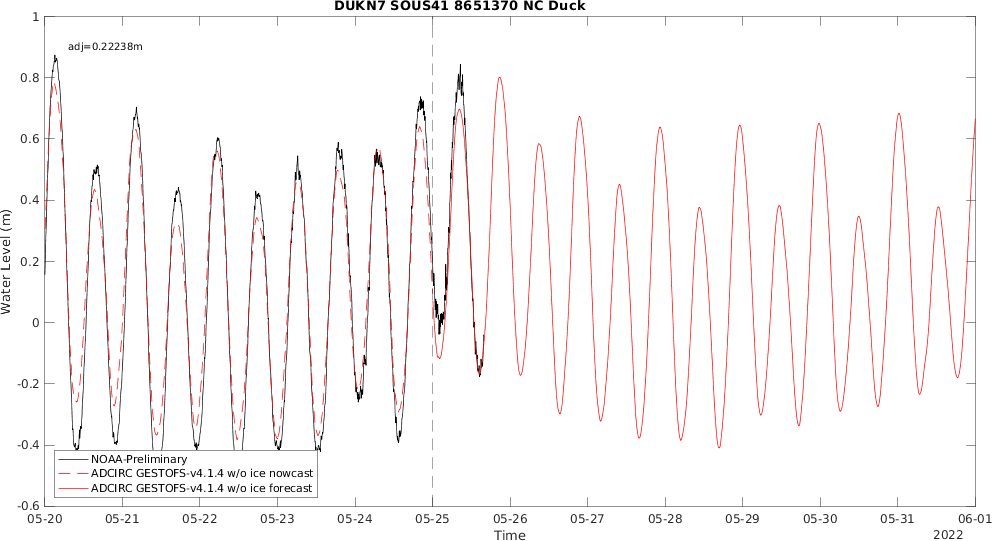 DUKN7 SOUS41 8651370 NC Duck
adj=0.22238m
1
0.8
0.6
0.4
0.2
0
-0.2
-0.4
-0.6
Water Level (m)
NOAA-Preliminary
ADCIRC GESTOFS-v4.1.4 w/o ice nowcast
ADCIRC GESTOFS-v4.1.4 w/o ice forecast
05-20 05-21 05-22 05-23 05-24 05-25 05-26 05-27 05-28 05-29 05-30 05-31 06-01
Time
2022